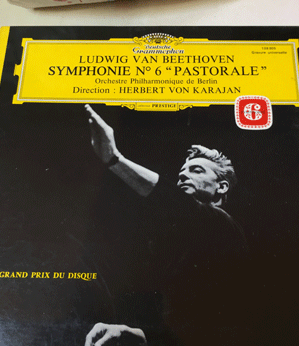 Deutsche
Grammophon
LUDWIG VAN BEETHOVEN
SYMPHONIE N° 6 “PASTORALE”
Orchestre Philharmonique de Berlin
Direction : HERBERT VON KARAJAN
PRESTIGE
6
GRAND PRIX DU DISQUE